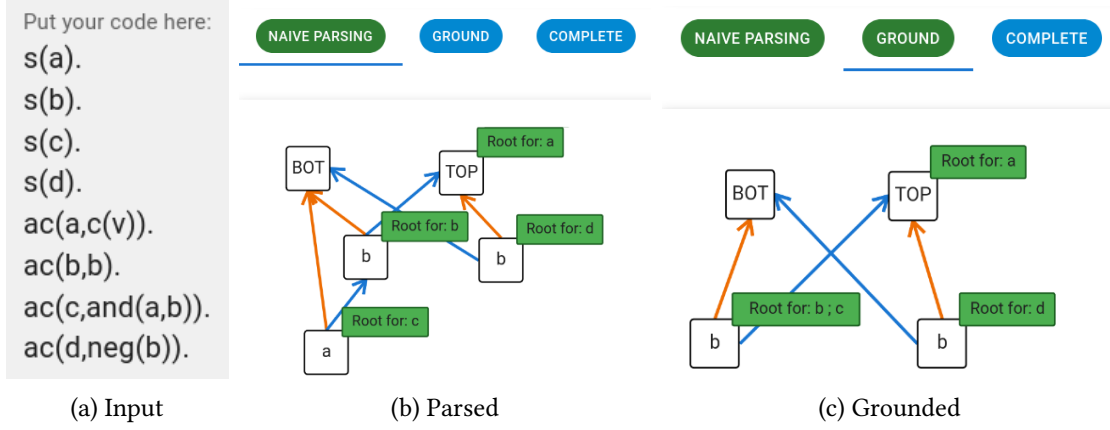 Put your code here:
s(a).
s(b).
s(c).
s(d).
ac(a,c(v)).
ac(b,b).
ac(c,and(a,b)).
ac(d,neg(b)).
(a) Input
NAIVE PARSING GROUND COMPLETE
Root for: a
BOT TOP
Root for: b Root for: d
b b
Root for: c
a
(b) Parsed
NAIVE PARSING GROUND COMPLETE
Root for: a
BOT TOP
Root for: b ; c Root for: d
b b
(c) Grounded